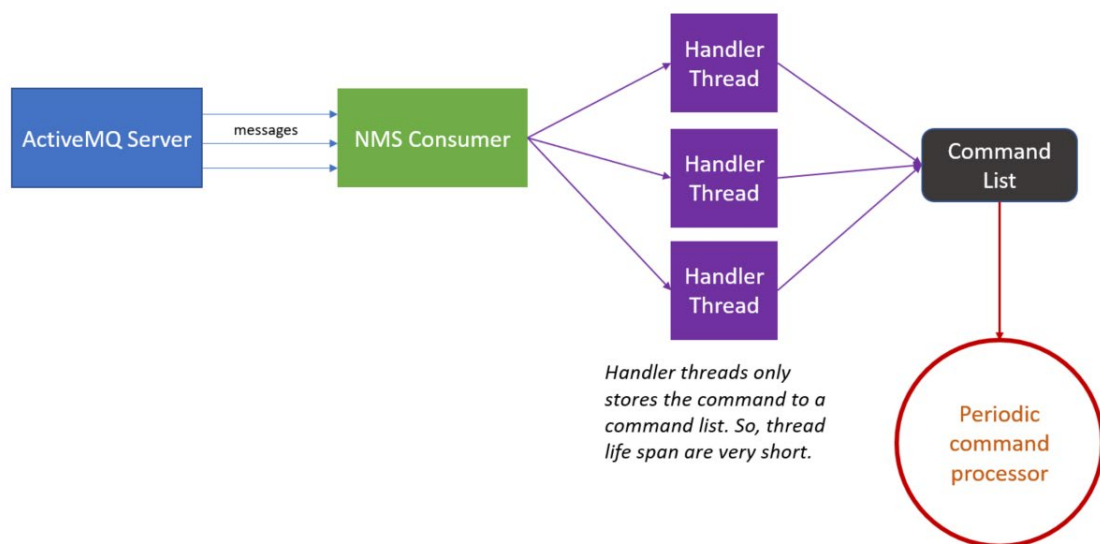 ActiveMQ Server
messages
NMS Consumer
Handler
Thread
Handler
Thread
Handler
Thread
Command
List
Handler threads only
stores the command to a
command list. So, thread
life span are very short.
Periodic
command
processor